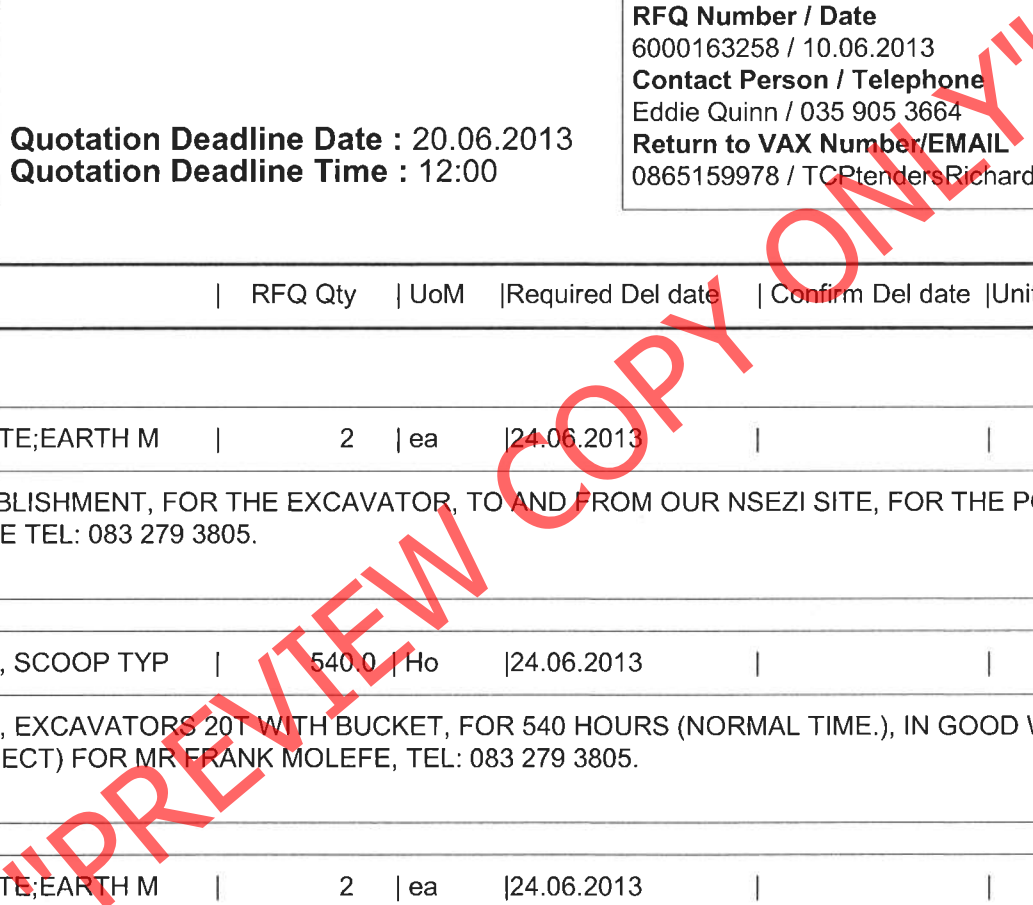 RFQ Number / Date
6000163258 / 10.06.2013
Contact Person / Telephone
Eddie Quinn / 035 905 3664
Return to VAX Number/EMAIL
0865159978 / TCPtendersRichard
Quotation Deadline Date : 20.06.2013
Quotation Deadline Time : 12:00
| RFQ Qty | UoM |Required Del date | Confirm Del date |Unit
TE;EARTH M | 2 | ea |24.06.2013 | |
BLISHMENT, FOR THE EXCAVATOR, TO AND FROM OUR NSEZI SITE, FOR THE PO
E TEL: 083 279 3805.
, SCOOP TYP | 540.0 | Ho |24.06.2013 | |
, EXCAVATORS 20T WITH BUCKET, FOR 540 HOURS (NORMAL TIME.), IN GOOD
ECT) FOR MR FRANK MOLEFE, TEL: 083 279 3805.
TE;EARTH M | 2 | ea |24.06.2013 | |
"PREVIEW COPY ONLY"